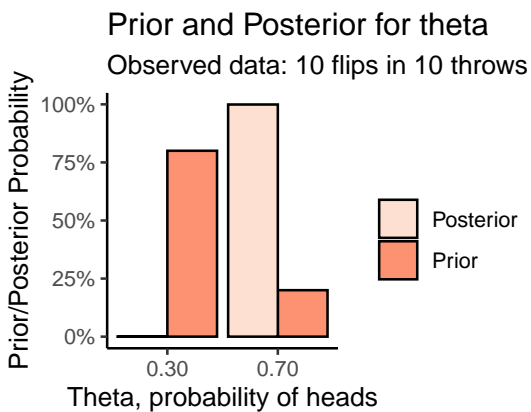 Prior and Posterior for theta
Observed data: 10 flips in 10 throws
Prior/Posterior Probability
100%
75%
50%
25%
0%
0.30
0.70
Theta, probability of heads
Posterior
Prior